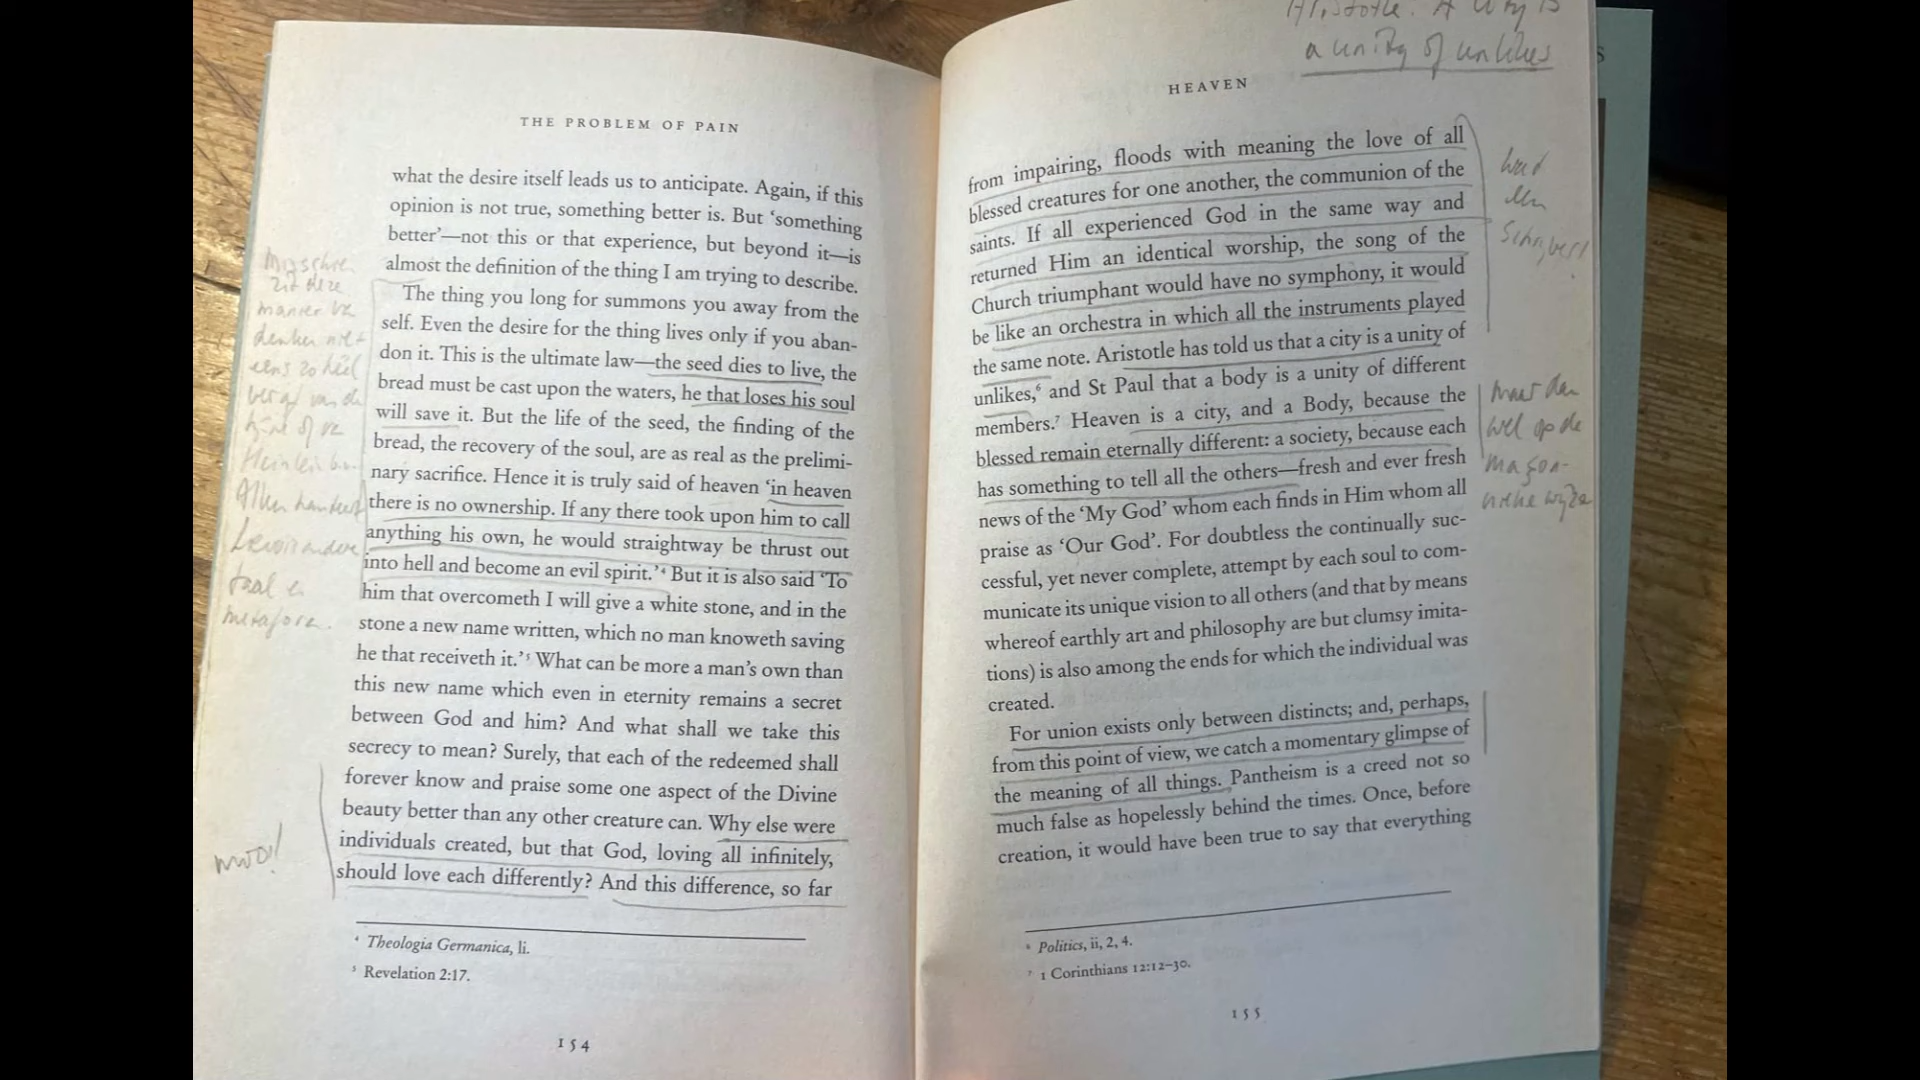 THE PROBLEM OF PAIN
what the desire itself leads us to anticipate. Again, if this
opinion is not true, something better is. But ‘something
better’—not this or that experience, but beyond it—is
almost the definition of the thing I am trying to describe.
The thing you long for summons you away from the
self. Even the desire for the thing lives only if you aban-
don it. This is the ultimate law—the seed dies to live, the
bread must be cast upon the waters, he that loses his soul
will save it. But the life of the seed, the finding of the
bread, the recovery of the soul, are as real as the prelimi-
nary sacrifice. Hence it is truly said of heaven ‘in heaven
there is no ownership. If any there took upon him to call
anything his own, he would straightway be thrust out
into hell and become an evil spirit.’⁴ But it is also said ‘To
him that overcometh I will give a white stone, and in the
stone a new name written, which no man knoweth saving
he that receiveth it.’⁵ What can be more a man’s own than
this new name which even in eternity remains a secret
between God and him? And what shall we take this
secrecy to mean? Surely, that each of the redeemed shall
forever know and praise some one aspect of the Divine
beauty better than any other creature can. Why else were
individuals created, but that God, loving all infinitely,
should love each differently? And this difference, so far
⁴ Theologia Germanica, li.
⁵ Revelation 2:17.
154
Misschien
zit deze
manier
denken niet
eens zo heel
taal
metafora.
Aristotle: A City is
a unity of unlikes
HEAVEN
from impairing, floods with meaning the love of all
blessed creatures for one another, the communion of the
saints. If all experienced God in the same way and
returned Him an identical worship, the song of the
Church triumphant would have no symphony, it would
be like an orchestra in which all the instruments played
the same note. Aristotle has told us that a city is a unity of
unlikes,⁶ and St Paul that a body is a unity of different
members.⁷ Heaven is a city, and a Body, because the
blessed remain eternally different: a society, because each
has something to tell all the others—fresh and ever fresh
news of the ‘My God’ whom each finds in Him whom all
praise as ‘Our God’. For doubtless the continually suc-
cessful, yet never complete, attempt by each soul to com-
municate its unique vision to all others (and that by means
whereof earthly art and philosophy are but clumsy imita-
tions) is also among the ends for which the individual was
created.
For union exists only between distincts; and, perhaps,
from this point of view, we catch a momentary glimpse of
the meaning of all things. Pantheism is a creed not so
much false as hopelessly behind the times. Once, before
creation, it would have been true to say that everything
⁶ Politics, ii, 2, 4.
⁷ 1 Corinthians 12:12–30.
155
maar dan
wel op de